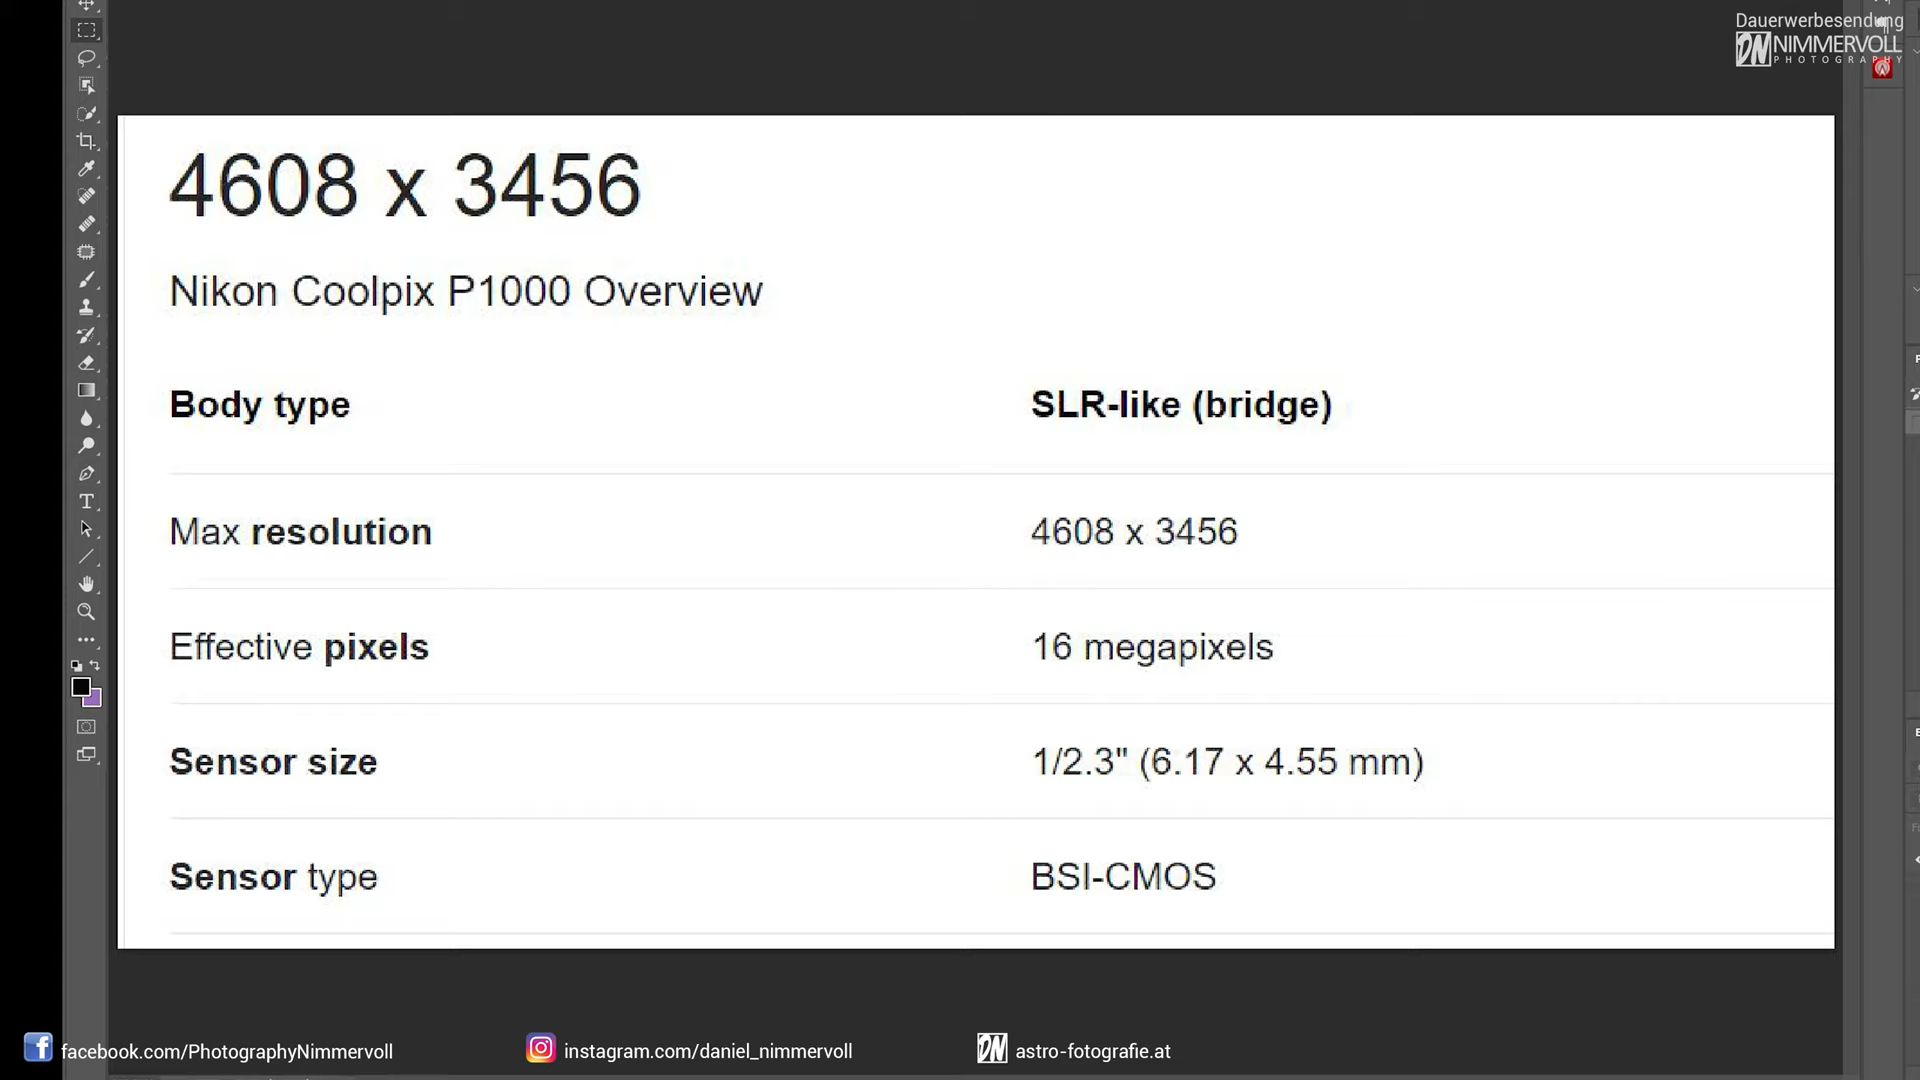 Dauerwerbesendung
DN NIMMERVOLL
PHOTOGRAPHY
4608 x 3456
Nikon Coolpix P1000 Overview
Body type SLR-like (bridge)
Max resolution 4608 x 3456
Effective pixels 16 megapixels
Sensor size 1/2.3" (6.17 x 4.55 mm)
Sensor type BSI-CMOS
facebook.com/PhotographyNimmervoll instagram.com/daniel_nimmervoll DN astro-fotografie.at